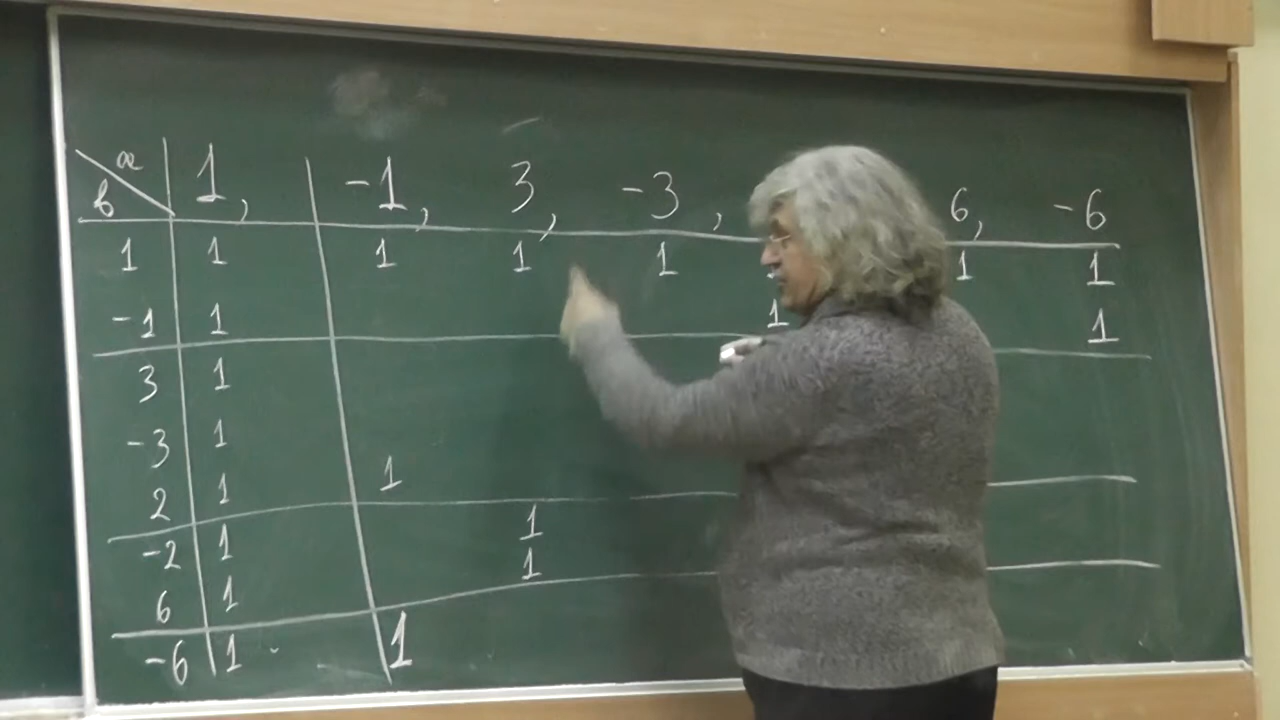 a 1, -1, 3, -3, 6, -6
b
1 1 1 1 1 1 1
-1 1 1 1
3 1
-3 1
2 1 1
-2 1 1
6 1 1
-6 1 1